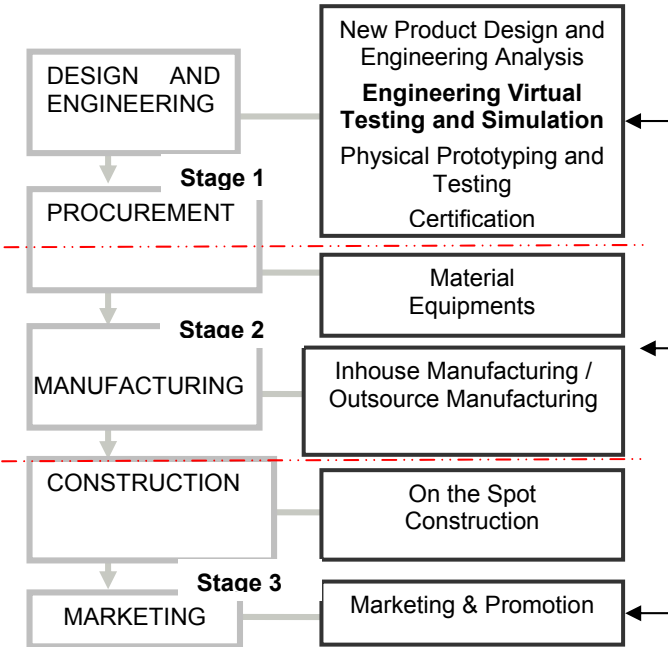 DESIGN AND
ENGINEERING
New Product Design and
Engineering Analysis
Engineering Virtual
Testing and Simulation
Physical Prototyping and
Testing
Certification
Stage 1
PROCUREMENT
Material
Equipments
Stage 2
MANUFACTURING
Inhouse Manufacturing /
Outsource Manufacturing
CONSTRUCTION
On the Spot
Construction
Stage 3
MARKETING
Marketing & Promotion